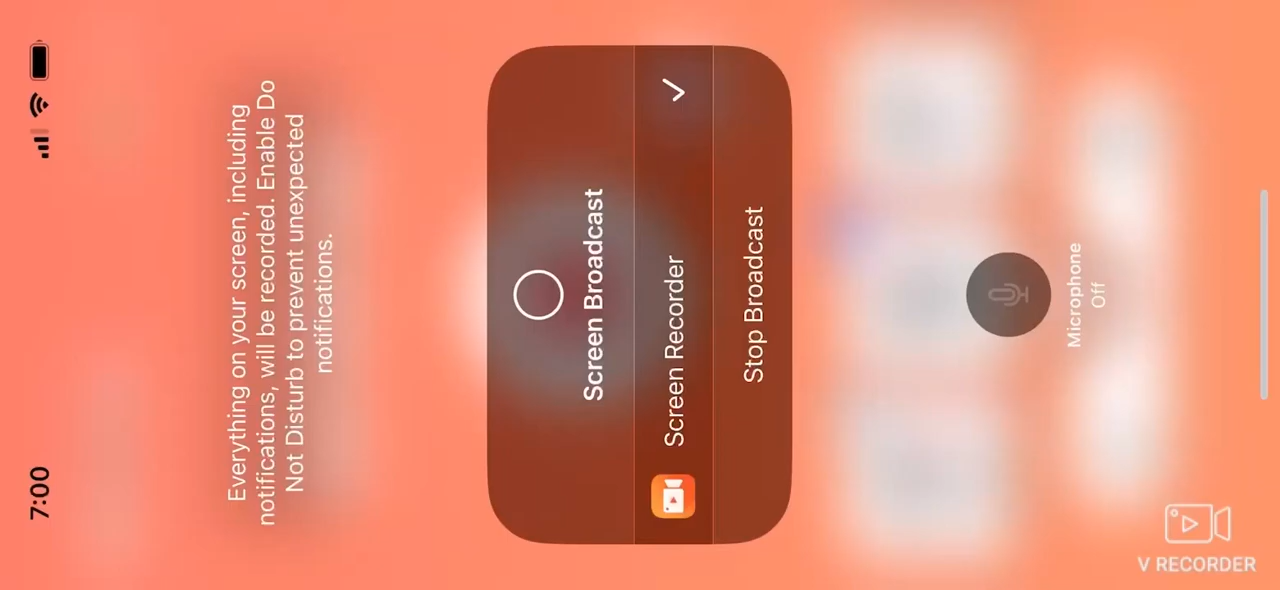 7:00
Everything on your screen, including
notifications, will be recorded. Enable Do
Not Disturb to prevent unexpected
notifications.
Screen Broadcast
Screen Recorder
Stop Broadcast
Microphone
Off
V RECORDER